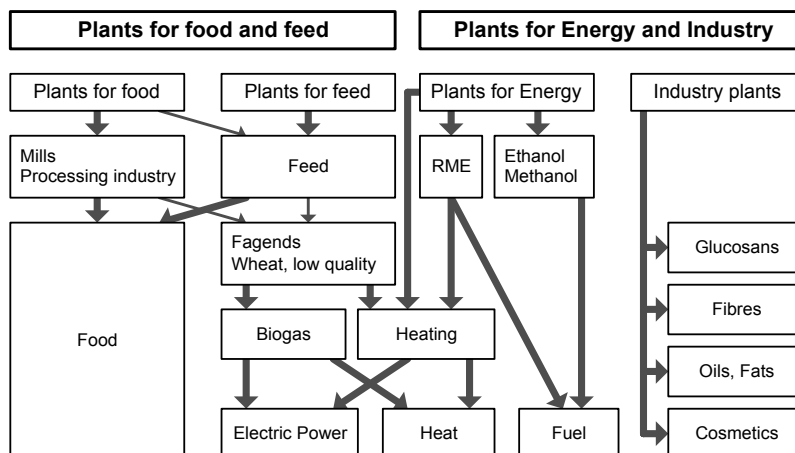 Plants for food and feed
Plants for Energy and Industry
Plants for food
Plants for feed
Plants for Energy
Industry plants
Mills
Processing industry
Feed
RME
Ethanol
Methanol
Fagends
Wheat, low quality
Glucosans
Fibres
Food
Biogas
Heating
Oils, Fats
Electric Power
Heat
Fuel
Cosmetics